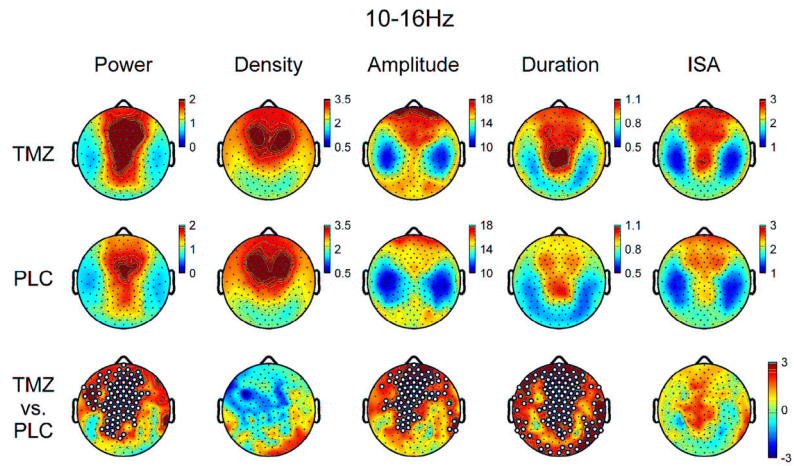 10-16Hz
Power Density Amplitude Duration ISA
TMZ
2 3.5 18 1.1 3
1 2 14 0.8 2
0 0.5 10 0.5 1
PLC
2 3.5 18 1.1 3
1 2 14 0.8 2
0 0.5 10 0.5 1
TMZ
vs.
PLC
3
0
-3